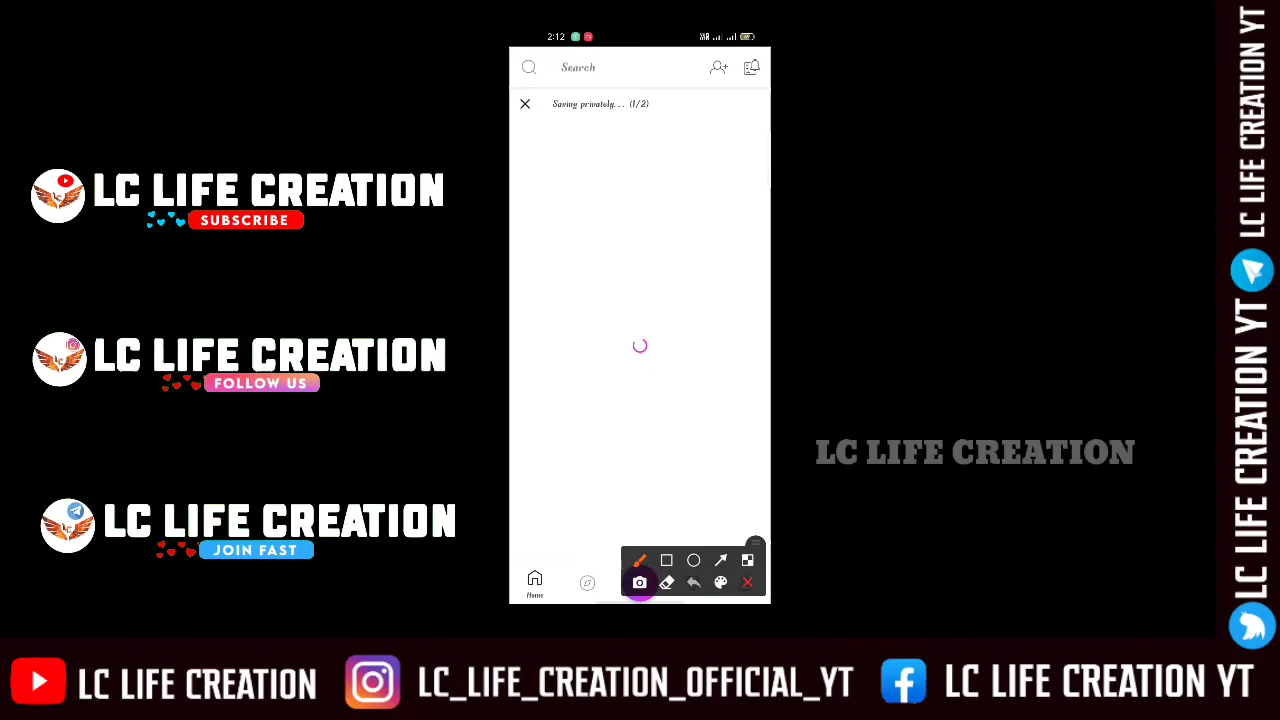 2:12
Search
Saving privately... (1/2)
Home
LC LIFE CREATION
SUBSCRIBE
LC LIFE CREATION
FOLLOW US
LC LIFE CREATION
JOIN FAST
LC LIFE CREATION
LC LIFE CREATION YT
LC LIFE CREATION YT
LC LIFE CREATION
LC_LIFE_CREATION_OFFICIAL_YT
LC LIFE CREATION YT